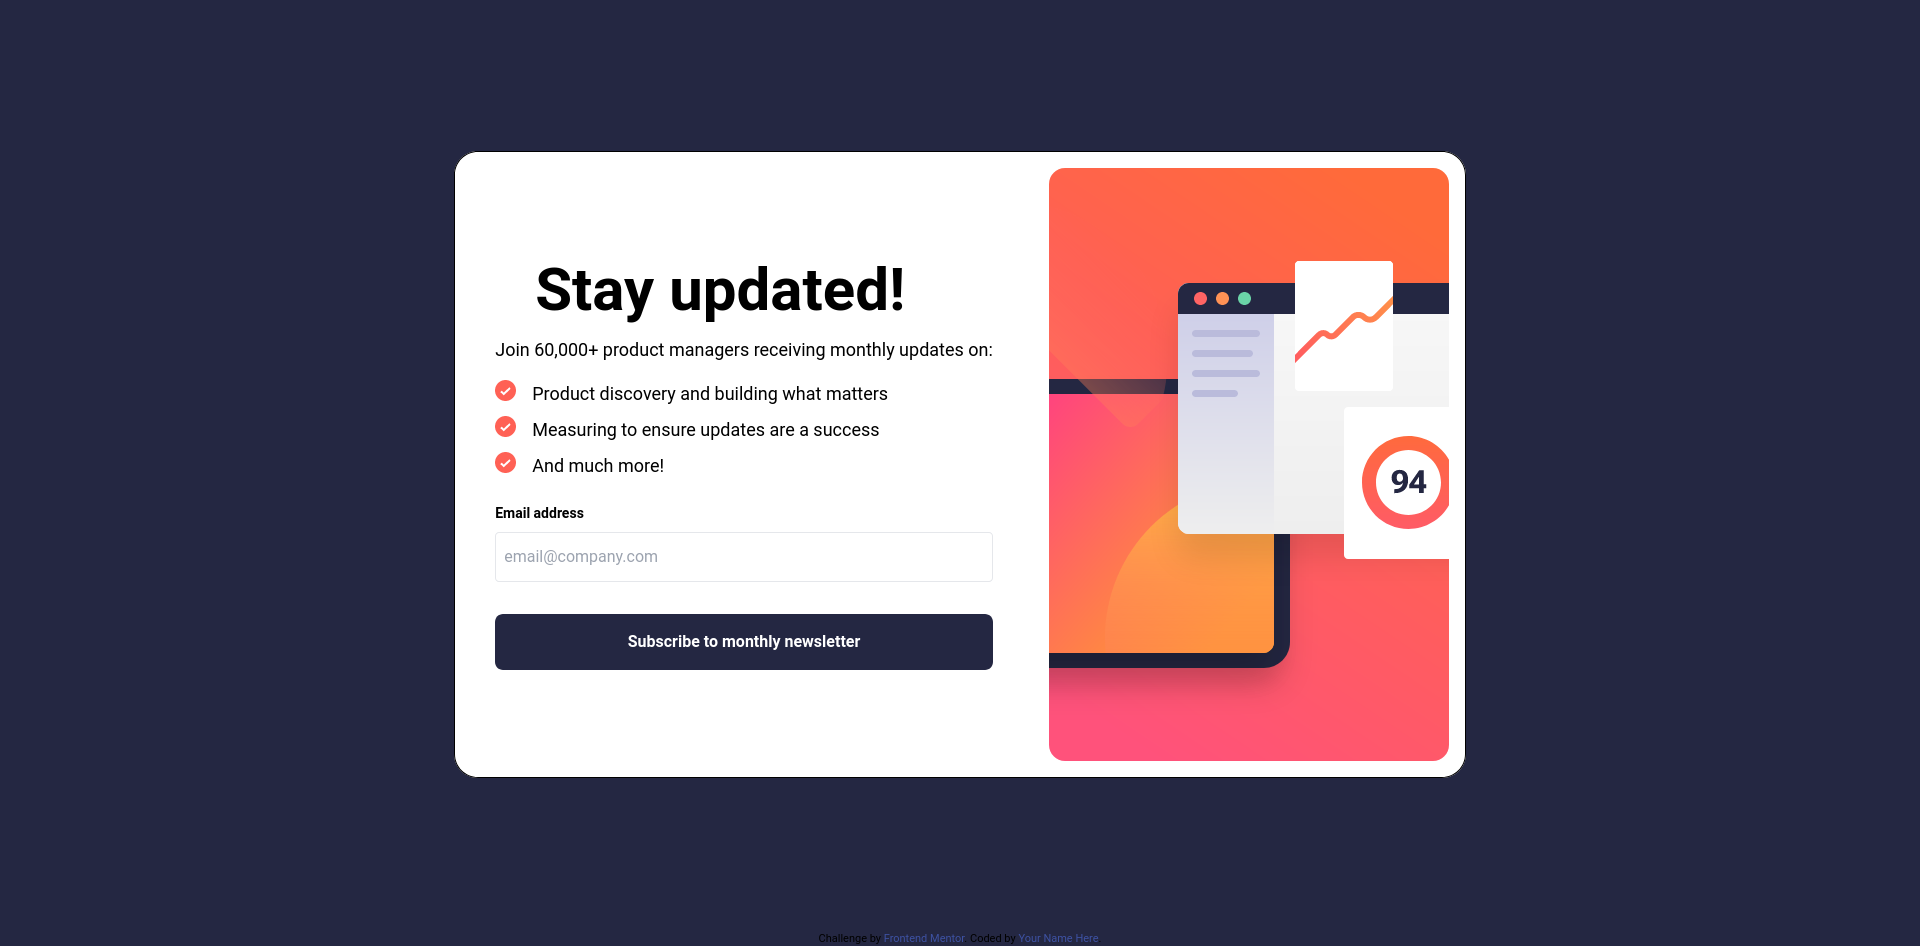 Stay updated!
Join 60,000+ product managers receiving monthly updates on:
Product discovery and building what matters
Measuring to ensure updates are a success
And much more!
Email address
email@company.com
Subscribe to monthly newsletter
94
Challenge by Frontend Mentor. Coded by Your Name Here.